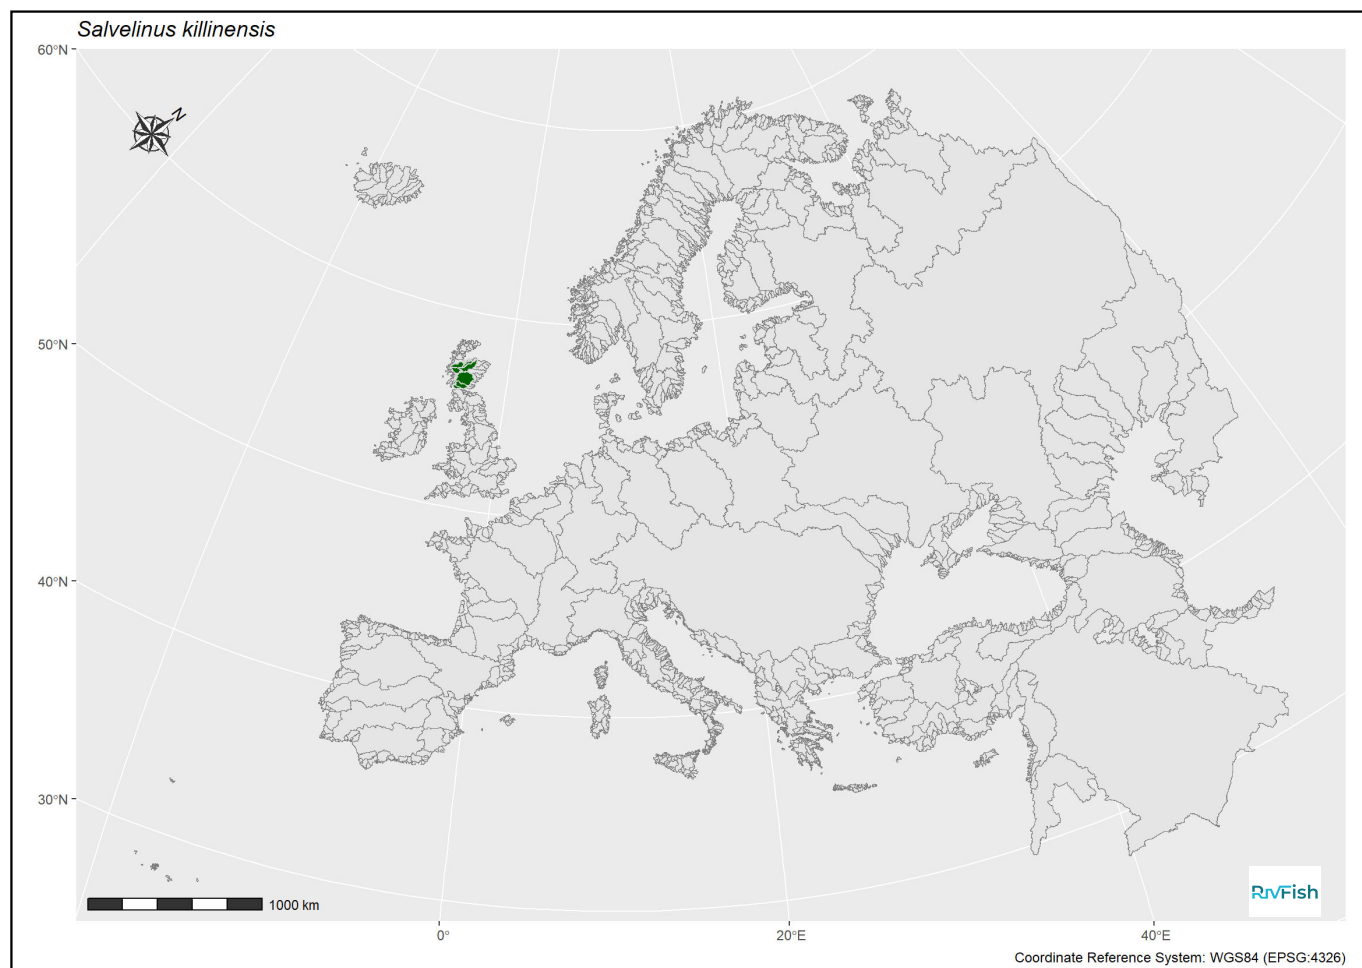 Salvelinus killinensis
60°N
N
50°N
40°N
30°N
1000 km
RIVFISH
0°
20°E
40°E
Coordinate Reference System: WGS84 (EPSG:4326)